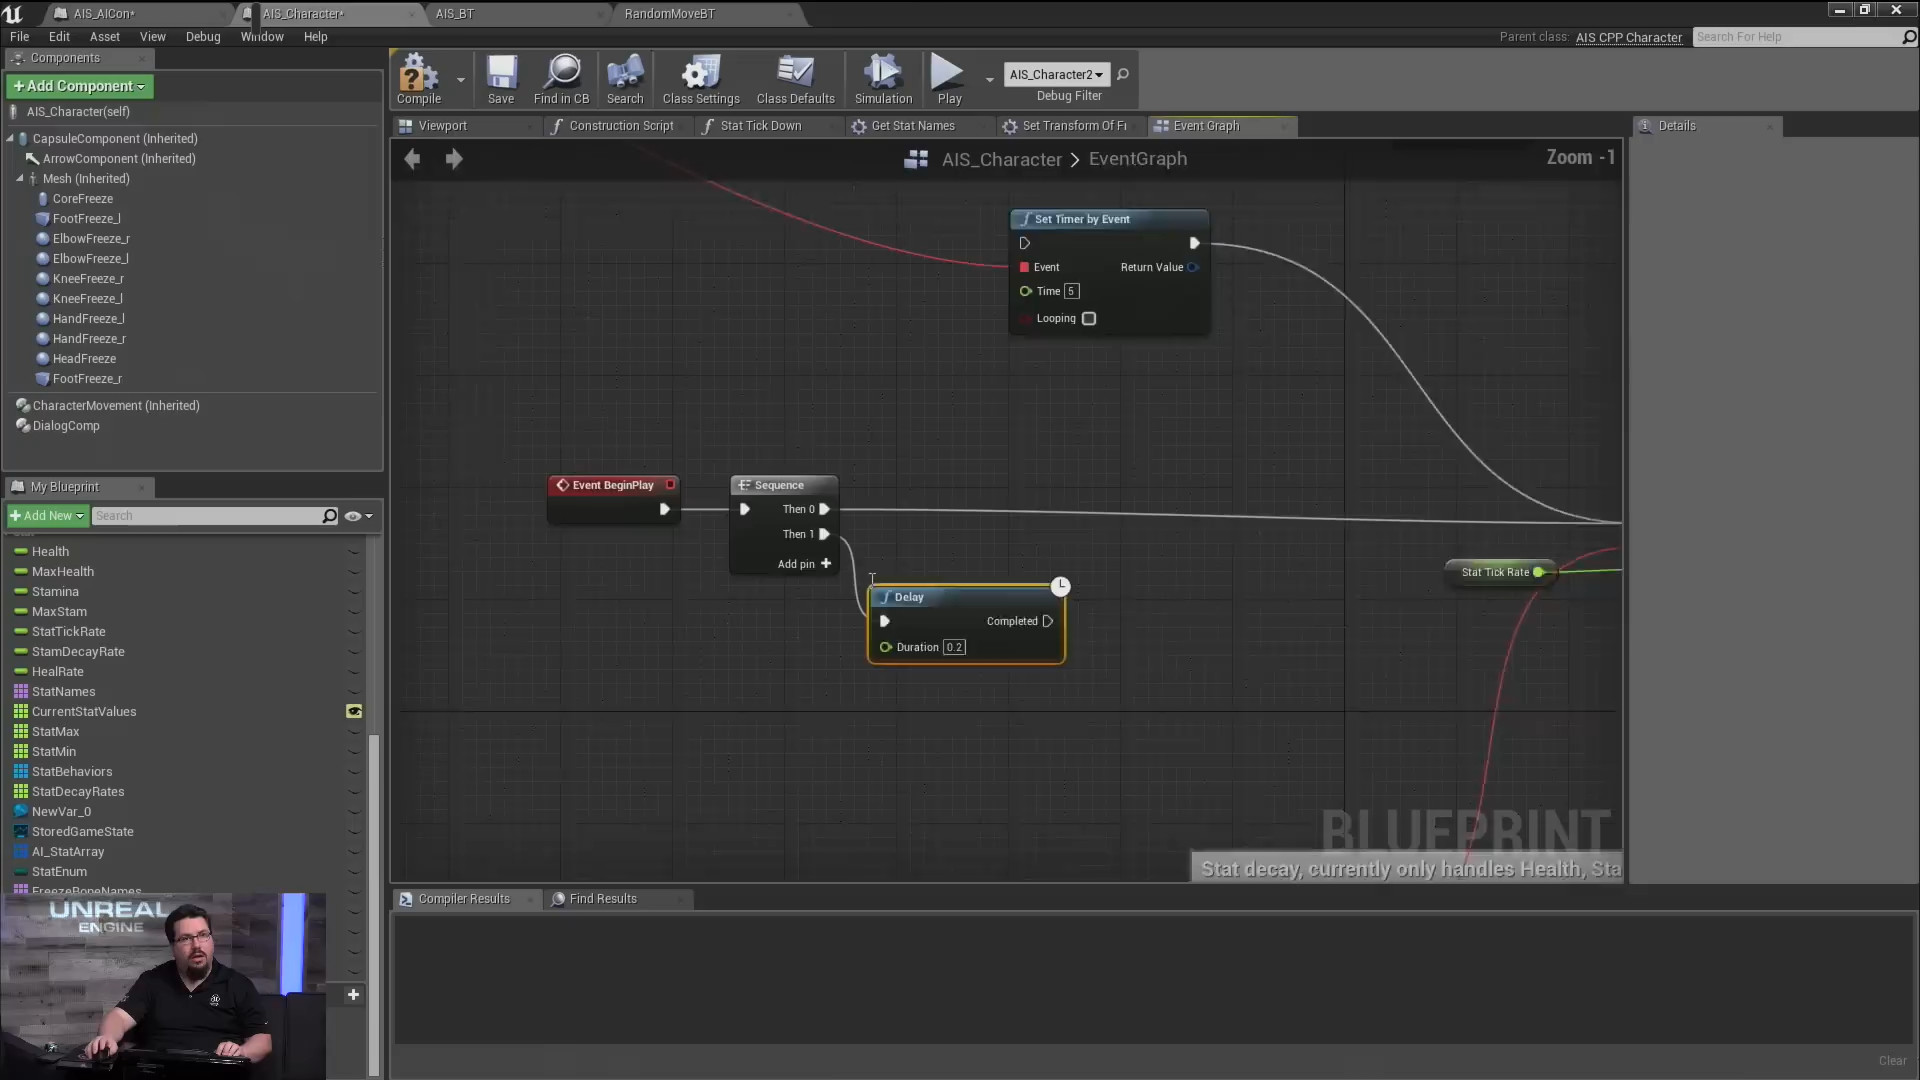 AIS_AICon*
AIS_Character*
AIS_BT
RandomMoveBT
File Edit Asset View Debug Window Help
Parent class: AIS CPP Character
Search For Help
Components
+Add Component
AIS_Character(self)
CapsuleComponent (Inherited)
ArrowComponent (Inherited)
Mesh (Inherited)
CoreFreeze
FootFreeze_l
ElbowFreeze_r
ElbowFreeze_l
KneeFreeze_r
KneeFreeze_l
HandFreeze_l
HandFreeze_r
HeadFreeze
FootFreeze_r
CharacterMovement (Inherited)
DialogComp
My Blueprint
+Add New
Search
Health
MaxHealth
Stamina
MaxStam
StatTickRate
StamDecayRate
HealRate
StatNames
CurrentStatValues
StatMax
StatMin
StatBehaviors
StatDecayRates
NewVar_0
StoredGameState
AI_StatArray
StatEnum
FreezeBoneNames
UNREAL
ENGINE
Compile
Save
Find in CB
Search
Class Settings
Class Defaults
Simulation
Play
AIS_Character2
Debug Filter
Viewport
Construction Script
Stat Tick Down
Get Stat Names
Set Transform Of Fr
Event Graph
Details
AIS_Character > EventGraph
Zoom -1
Set Timer by Event
Event
Return Value
Time 5
Looping
Event BeginPlay
Sequence
Then 0
Then 1
Add pin +
Delay
Completed
Duration 0.2
Stat Tick Rate
BLUEPRINT
Stat decay, currently only handles Health, Sta
Compiler Results
Find Results
Clear